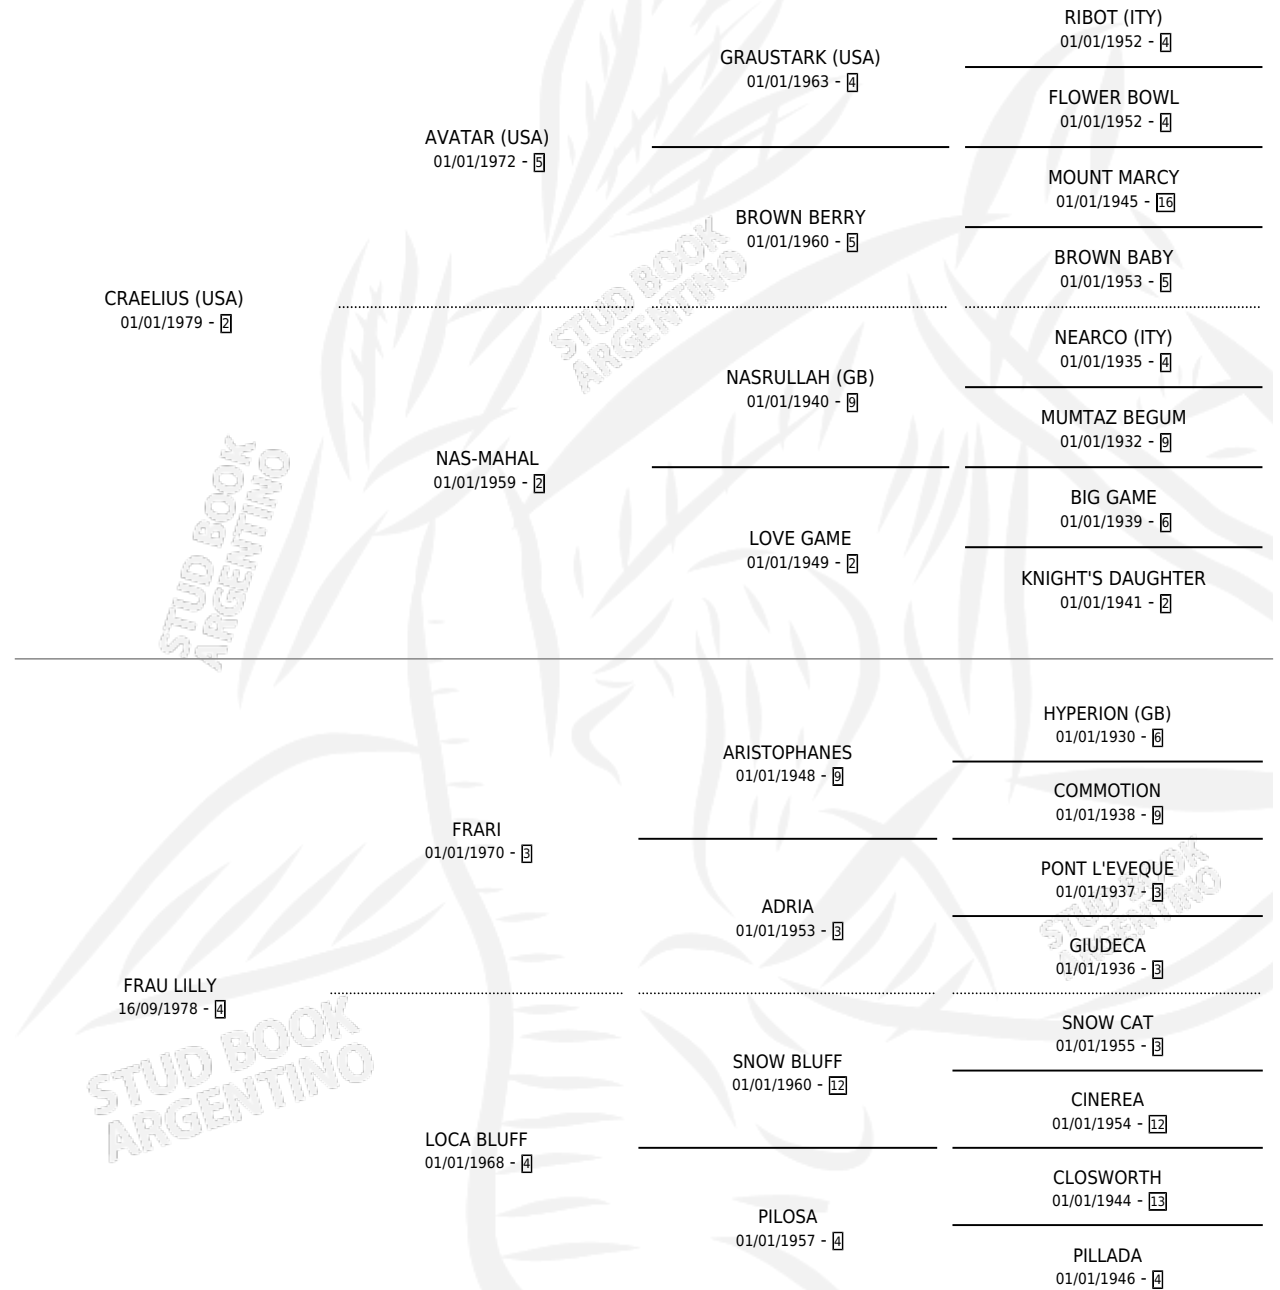 RIBOT (ITY)
01/01/1952 - 4
GRAUSTARK (USA)
01/01/1963 - 4
FLOWER BOWL
01/01/1952 - 4
AVATAR (USA)
01/01/1972 - 5
MOUNT MARCY
01/01/1945 - 16
BROWN BERRY
01/01/1960 - 5
BROWN BABY
01/01/1953 - 5
CRAELIUS (USA)
01/01/1979 - 2
NEARCO (ITY)
01/01/1935 - 4
NASRULLAH (GB)
01/01/1940 - 9
MUMTAZ BEGUM
01/01/1932 - 9
NAS-MAHAL
01/01/1959 - 2
BIG GAME
01/01/1939 - 6
LOVE GAME
01/01/1949 - 2
KNIGHT'S DAUGHTER
01/01/1941 - 2
HYPERION (GB)
01/01/1930 - 6
ARISTOPHANES
01/01/1948 - 9
COMMOTION
01/01/1938 - 9
FRARI
01/01/1970 - 3
PONT L'EVEQUE
01/01/1937 - 3
ADRIA
01/01/1953 - 3
GIUDECA
01/01/1936 - 3
FRAU LILLY
16/09/1978 - 4
SNOW CAT
01/01/1955 - 3
SNOW BLUFF
01/01/1960 - 12
CINEREA
01/01/1954 - 12
LOCA BLUFF
01/01/1968 - 4
CLOSWORTH
01/01/1944 - 13
PILOSA
01/01/1957 - 4
PILLADA
01/01/1946 - 4
STUD BOOK
ARGENTINO
STUD BOOK
ARGENTINO
STUD BOOK
ARGENTINO
STUD BOOK
ARGENTINO